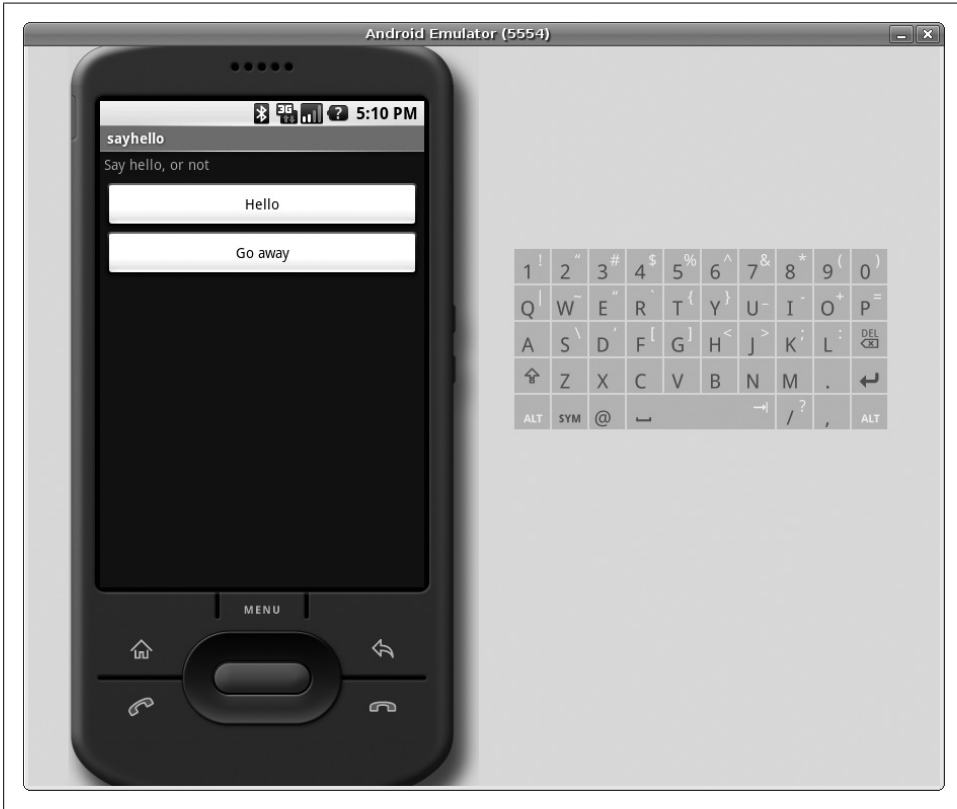 Android Emulator (5554)
3G 5:10 PM
sayhello
Say hello, or not
Hello
Go away
MENU
1 ! 2 “ 3 # 4 $ 5 % 6 ^ 7 & 8 * 9 ( 0 )
Q | W ~ E “ R ` T { Y } U _ I - O + P =
A S \ D ´ F [ G ] H < J > K ; L : DEL
Z X C V B N M .
ALT SYM @ / ? , ALT